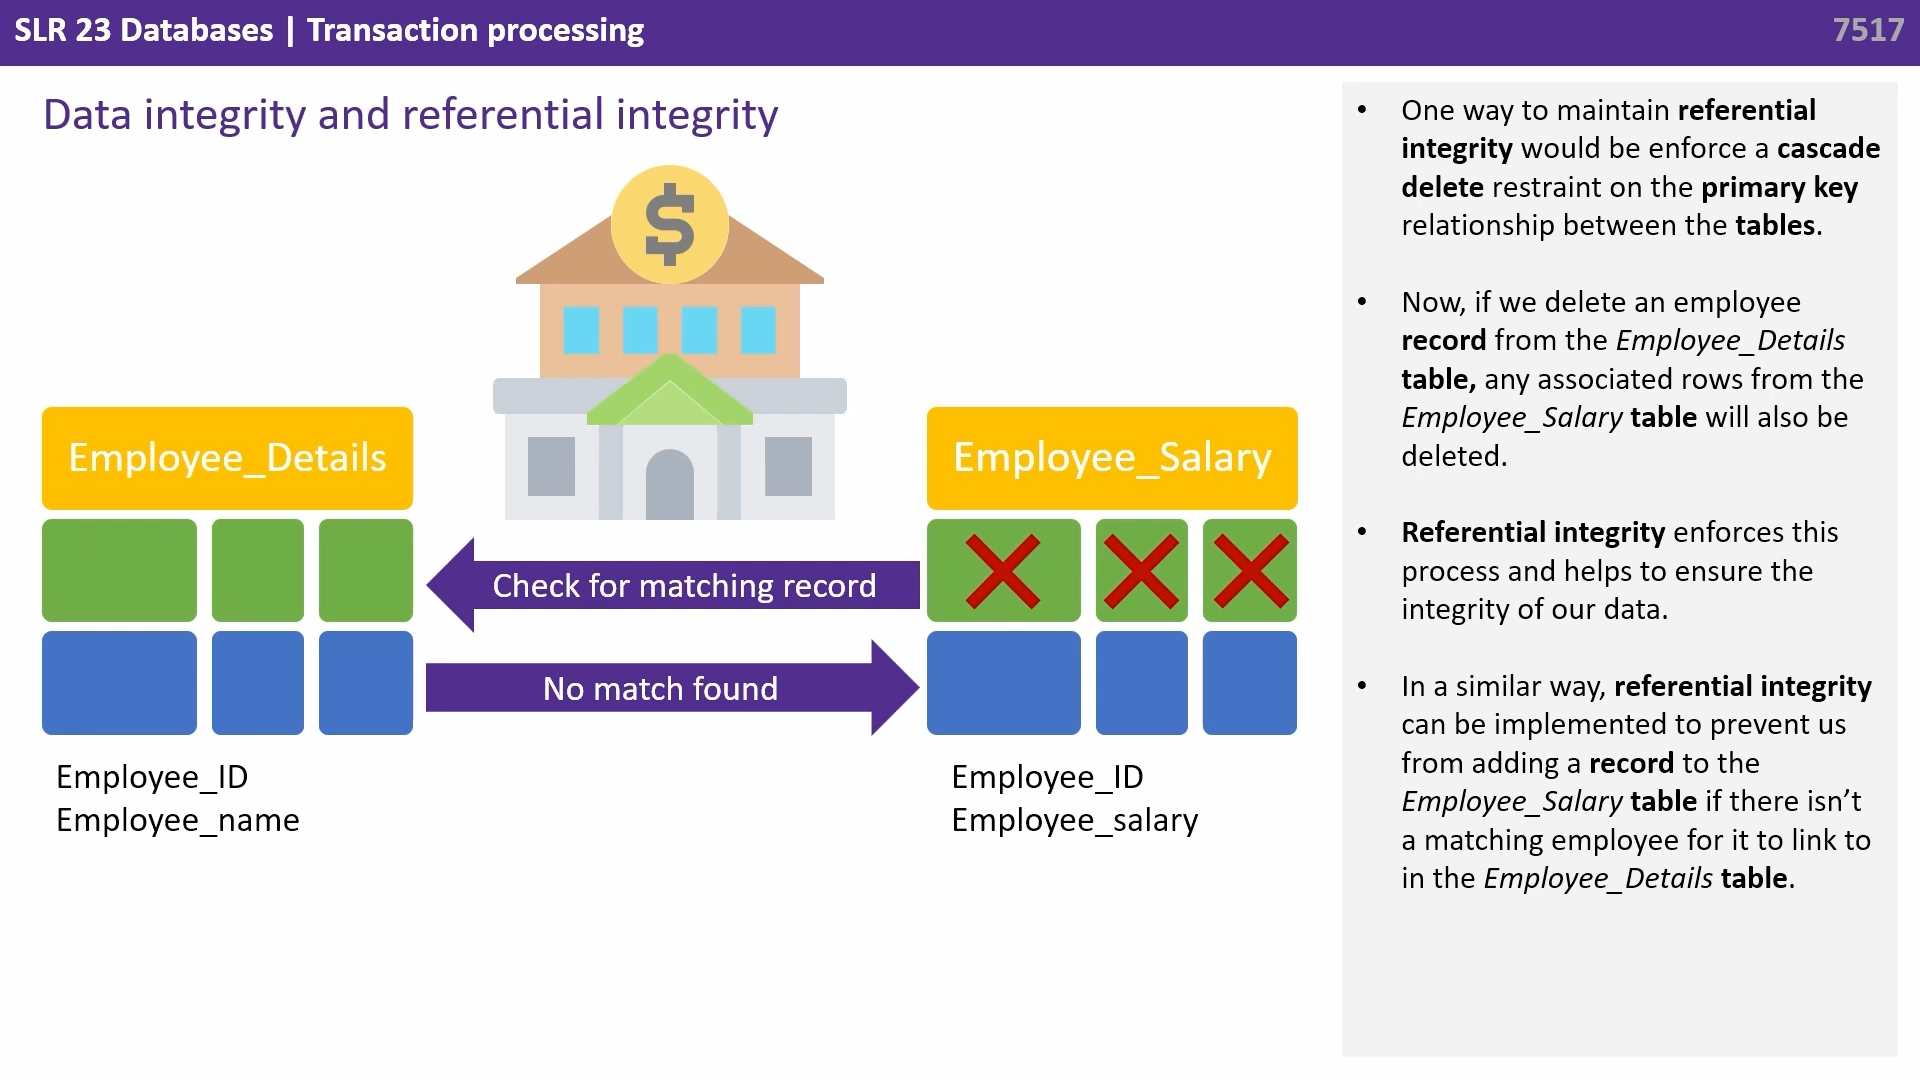 SLR 23 Databases | Transaction processing
7517
Data integrity and referential integrity
$
Employee_Details
Employee_Salary
Check for matching record
No match found
Employee_ID
Employee_name
Employee_ID
Employee_salary
• One way to maintain referential
integrity would be enforce a cascade
delete restraint on the primary key
relationship between the tables.
• Now, if we delete an employee
record from the Employee_Details
table, any associated rows from the
Employee_Salary table will also be
deleted.
• Referential integrity enforces this
process and helps to ensure the
integrity of our data.
• In a similar way, referential integrity
can be implemented to prevent us
from adding a record to the
Employee_Salary table if there isn’t
a matching employee for it to link to
in the Employee_Details table.